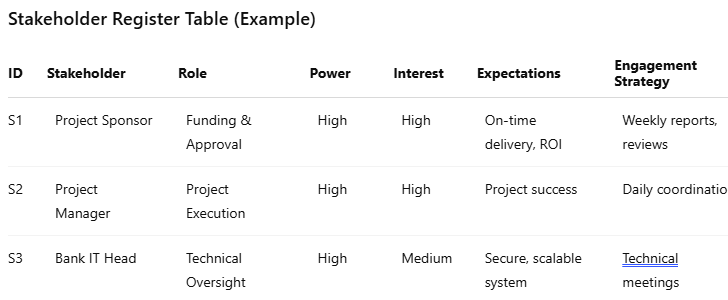 Stakeholder Register Table (Example)
ID Stakeholder Role Power Interest Expectations Engagement Strategy
S1 Project Sponsor Funding & Approval High High On-time delivery, ROI Weekly reports, reviews
S2 Project Manager Project Execution High High Project success Daily coordinatio
S3 Bank IT Head Technical Oversight High Medium Secure, scalable system Technical meetings